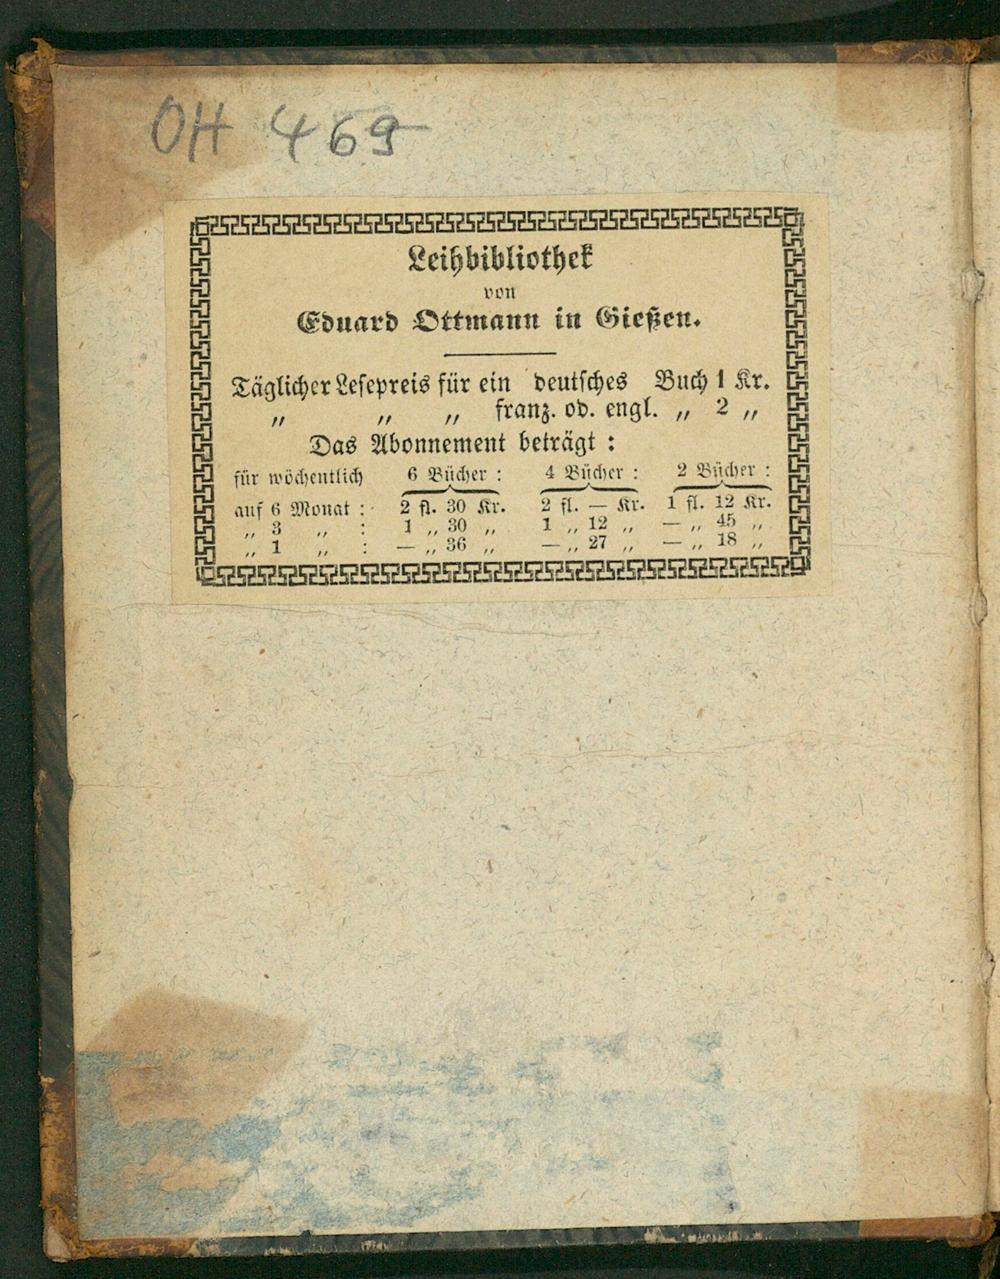 OH 469
Leihbibliothek
von
Eduard Ottmann in Gießen.
Täglicher Lesepreis für ein deutsches Buch 1 Kr.
„ „ „ franz. od. engl. „ 2 „
Das Abonnement beträgt :
für wöchentlich 6 Bücher : 4 Bücher : 2 Bücher :
auf 6 Monat : 2 fl. 30 Kr. 2 fl. — Kr. 1 fl. 12 Kr.
„ 3 „ : 1 „ 30 „ 1 „ 12 „ — „ 45 „
„ 1 „ : — „ 36 „ — „ 27 „ — „ 18 „